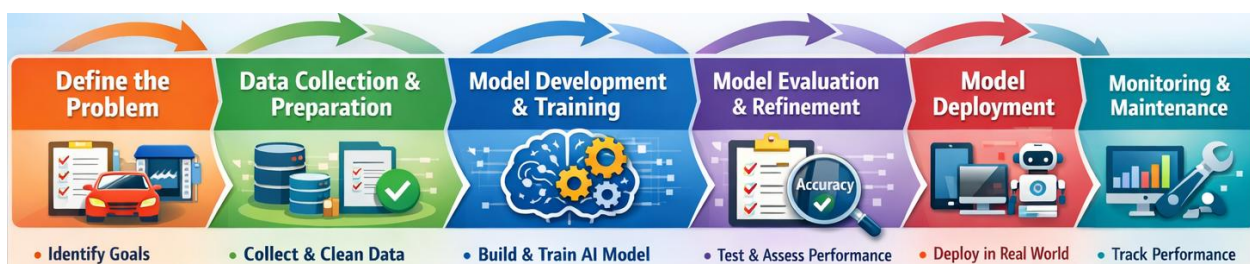 Define the
Problem
Data Collection &
Preparation
Model Development
& Training
Model Evaluation
& Refinement
Model
Deployment
Monitoring &
Maintenance
Accuracy
• Identify Goals
• Collect & Clean Data
• Build & Train AI Model
• Test & Assess Performance
• Deploy in Real World
• Track Performance